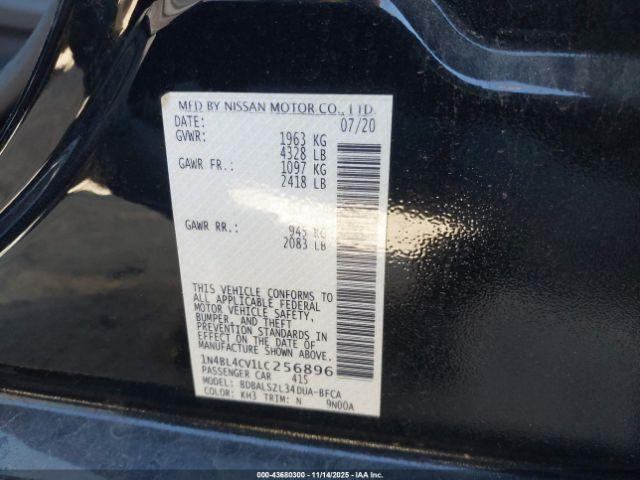 MFD BY NISSAN MOTOR CO., LTD.
DATE: 07/20
GVWR: 1963 KG
4328 LB
GAWR FR.: 1097 KG
2418 LB
GAWR RR.: 945 KG
2083 LB
THIS VEHICLE CONFORMS TO
ALL APPLICABLE FEDERAL
MOTOR VEHICLE SAFETY,
BUMPER, AND THEFT
PREVENTION STANDARDS IN
EFFECT ON THE DATE OF
MANUFACTURE SHOWN ABOVE.
1N4BL4CV1LC256896
PASSENGER CAR 415
MODEL: BDBALSZL34DUA-BFCA
COLOR: KH3 TRIM: N 9N00A
00-43680300 - 11/14/2025 - IAAI.COM